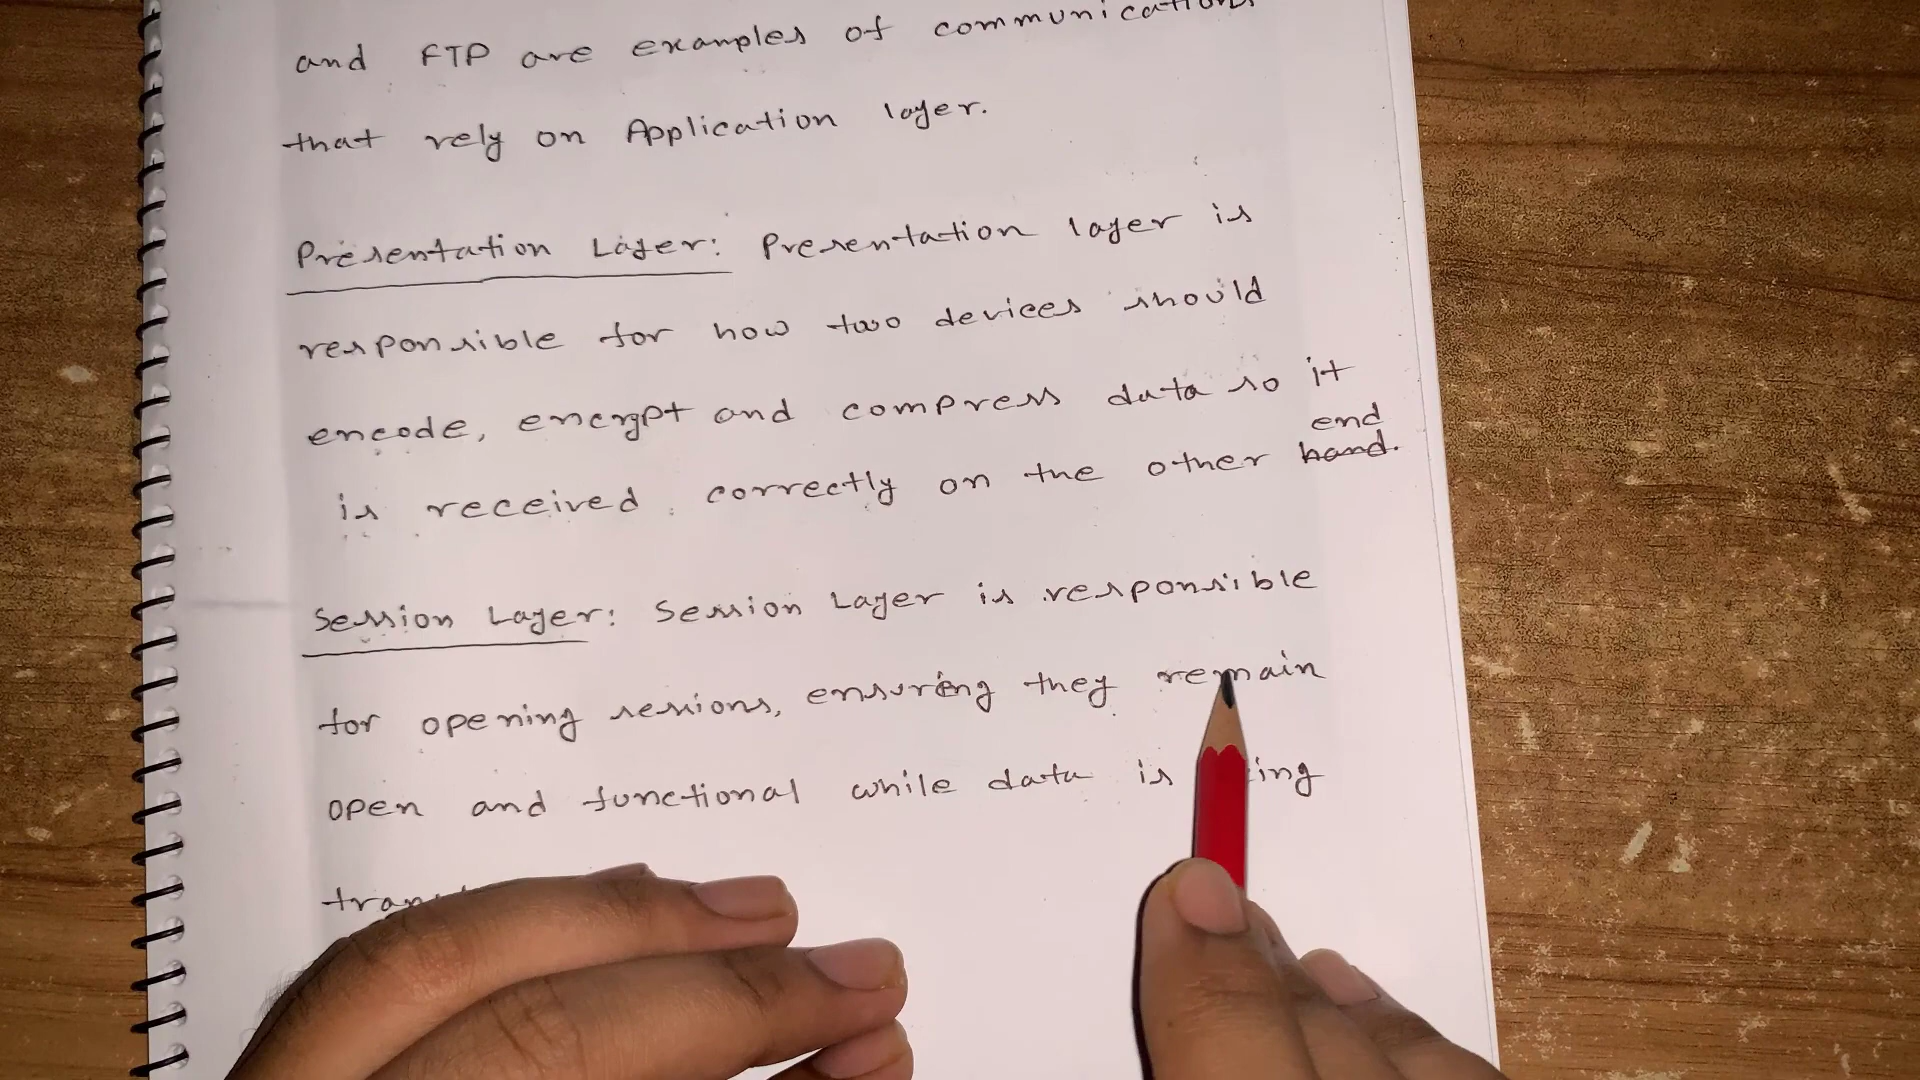 and FTP are examples of communications
that rely on Application layer.
Presentation Layer: Presentation layer is
responsible for how two devices should
encode, encrypt and compress data so it
end
is received correctly on the other hand.
Session Layer: Session Layer is responsible
for opening sessions, ensuring they remain
open and functional while data is